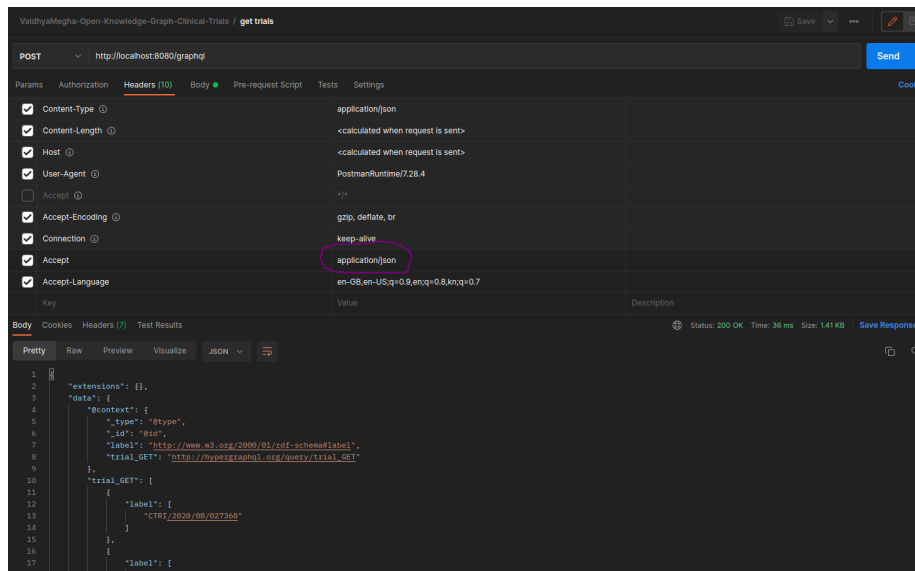 VaidhyaMegha-Open-Knowledge-Graph-Clinical-Trials / get trials Save
POST http://localhost:8080/graphql Send
Params Authorization Headers (10) Body Pre-request Script Tests Settings
Content-Type application/json
Content-Length <calculated when request is sent>
Host <calculated when request is sent>
User-Agent PostmanRuntime/7.28.4
Accept */*
Accept-Encoding gzip, deflate, br
Connection keep-alive
Accept application/json
Accept-Language en-GB,en-US;q=0.9,en;q=0.8,kn;q=0.7
Key Value Description
Body Cookies Headers (7) Test Results Status: 200 OK Time: 36 ms Size: 1.41 KB Save Response
Pretty Raw Preview Visualize JSON
1 {
2 "extensions": {},
3 "data": {
4 "@context": {
5 "_type": "@type",
6 "_id": "@id",
7 "label": "http://www.w3.org/2000/01/rdf-schema#label",
8 "trial_GET": "http://hypergraphql.org/query/trial_GET"
9 },
10 "trial_GET": [
11 {
12 "label": [
13 "CTRI/2020/08/027368"
14 ]
15 },
16 {
17 "label": [